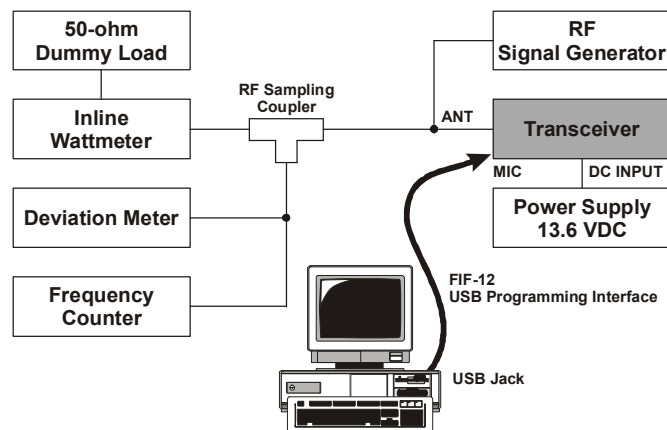 50-ohm
Dummy Load
RF
Signal Generator
RF Sampling
Coupler
Inline
Wattmeter
ANT
Transceiver
MIC
DC INPUT
Deviation Meter
Power Supply
13.6 VDC
FIF-12
USB Programming Interface
Frequency
Counter
USB Jack